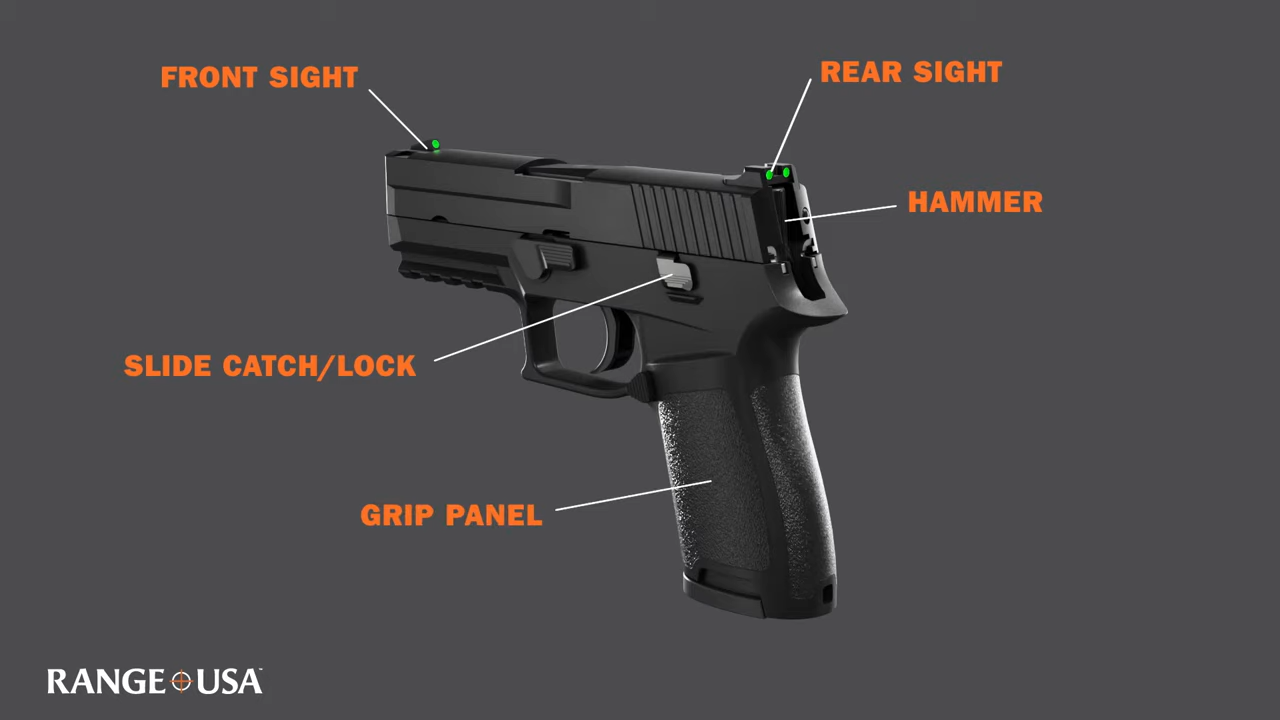 FRONT SIGHT
REAR SIGHT
HAMMER
SLIDE CATCH/LOCK
GRIP PANEL
RANGE USA